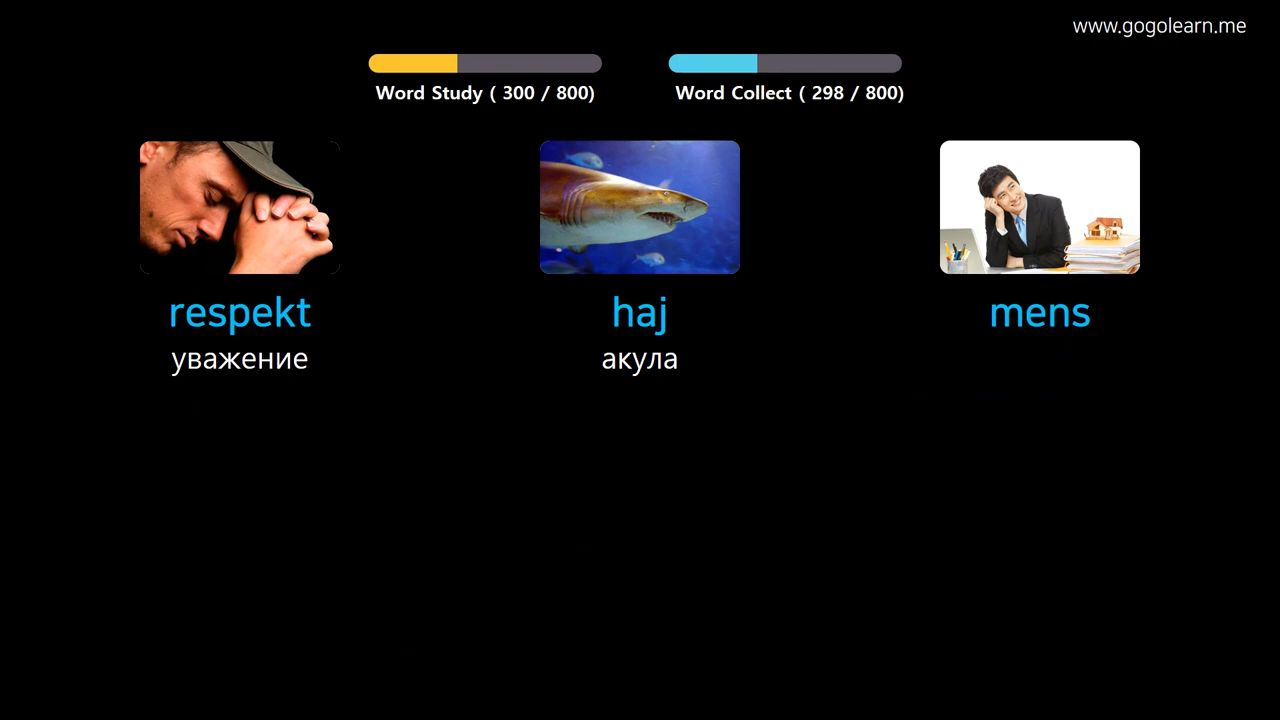 www.gogolearn.me
Word Study ( 300 / 800)
Word Collect ( 298 / 800)
respekt
haj
mens
уважение
акула